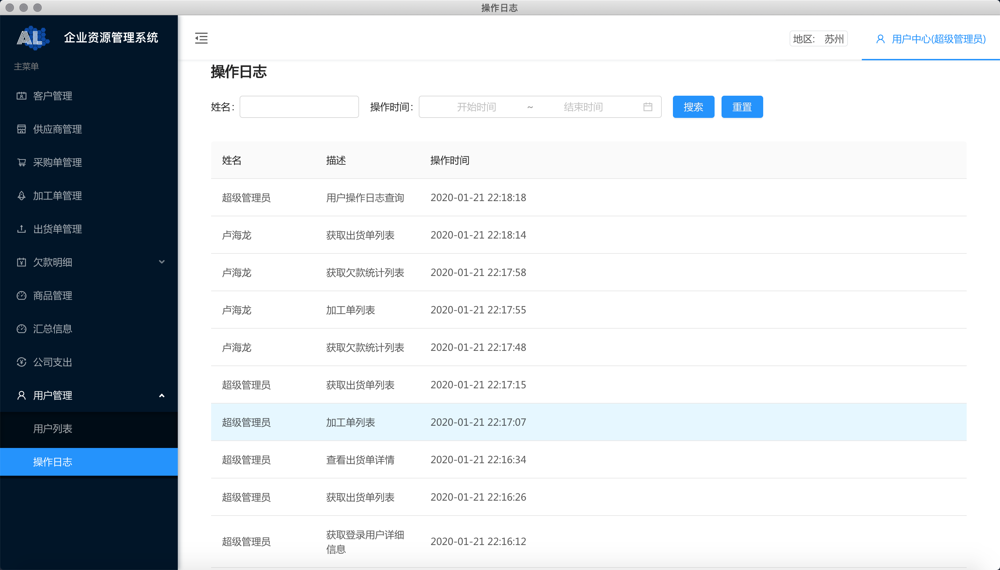 操作日志
AL 企业资源管理系统
地区： 苏州
用户中心(超级管理员)
主菜单
客户管理
供应商管理
采购单管理
加工单管理
出货单管理
欠款明细
商品管理
汇总信息
公司支出
用户管理
用户列表
操作日志
操作日志
姓名：
操作时间： 开始时间 ~ 结束时间
搜索 重置
姓名 描述 操作时间
超级管理员 用户操作日志查询 2020-01-21 22:18:18
卢海龙 获取出货单列表 2020-01-21 22:18:14
卢海龙 获取欠款统计列表 2020-01-21 22:17:58
卢海龙 加工单列表 2020-01-21 22:17:55
卢海龙 获取欠款统计列表 2020-01-21 22:17:48
超级管理员 获取出货单列表 2020-01-21 22:17:15
超级管理员 加工单列表 2020-01-21 22:17:07
超级管理员 查看出货单详情 2020-01-21 22:16:34
超级管理员 获取出货单列表 2020-01-21 22:16:26
超级管理员 获取登录用户详细 2020-01-21 22:16:12
信息